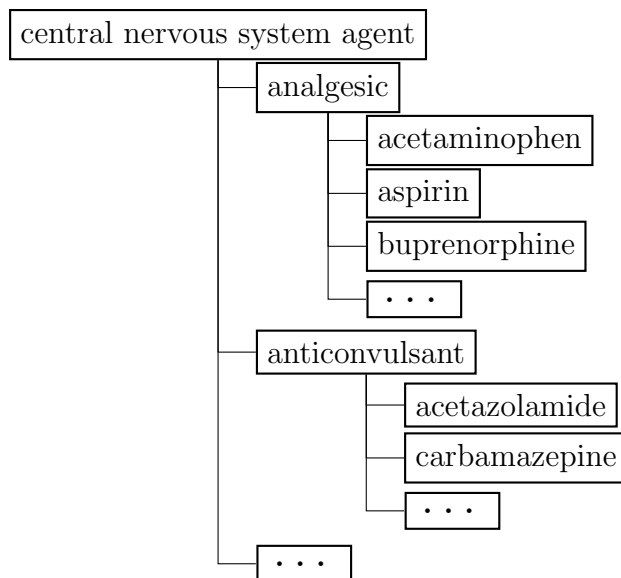 central nervous system agent
analgesic
acetaminophen
aspirin
buprenorphine
...
anticonvulsant
acetazolamide
carbamazepine
...
...